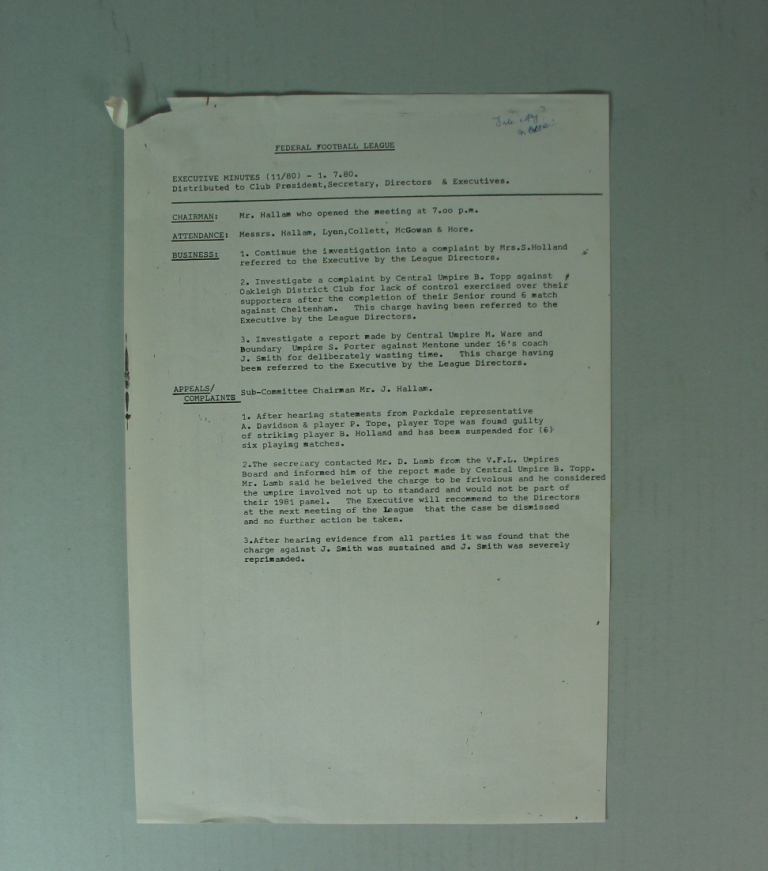 FEDERAL FOOTBALL LEAGUE
EXECUTIVE MINUTES (11/80) - 1. 7.80.
Distributed to Club President,Secretary, Directors & Executives.
CHAIRMAN: Mr. Hallam who opened the meeting at 7.oo p.m.
ATTENDANCE: Messrs. Hallam, Lyon,Collett, McGowan & Hore.
BUSINESS: 1. Continue the investigation into a complaint by Mrs.S.Holland
referred to the Executive by the League Directors.
2. Investigate a complaint by Central Umpire B. Topp against
Oakleigh District Club for lack of control exercised over their
supporters after the completion of their Senior round 6 match
against Cheltenham. This charge having been referred to the
Executive by the League Directors.
3. Investigate a report made by Central Umpire M. Ware and
Boundary Umpire S. Porter against Mentone under 16's coach
J. Smith for deliberately wasting time. This charge having
been referred to the Executive by the League Directors.
APPEALS/
COMPLAINTS Sub-Committee Chairman Mr. J. Hallam.
1. After hearing statements from Parkdale representative
A. Davidson & player P. Tope, player Tope was found guilty
of striking player B. Holland and has been suspended for (6)
six playing matches.
2.The secretary contacted Mr. D. Lamb from the V.F.L. Umpires
Board and informed him of the report made by Central Umpire B. Topp.
Mr. Lamb said he beleived the charge to be frivolous and he considered
the umpire involved not up to standard and would not be part of
their 1981 panel. The Executive will recommend to the Directors
at the next meeting of the League that the case be dismissed
and no further action be taken.
3.After hearing evidence from all parties it was found that the
charge against J. Smith was sustained and J. Smith was severely
reprimanded.